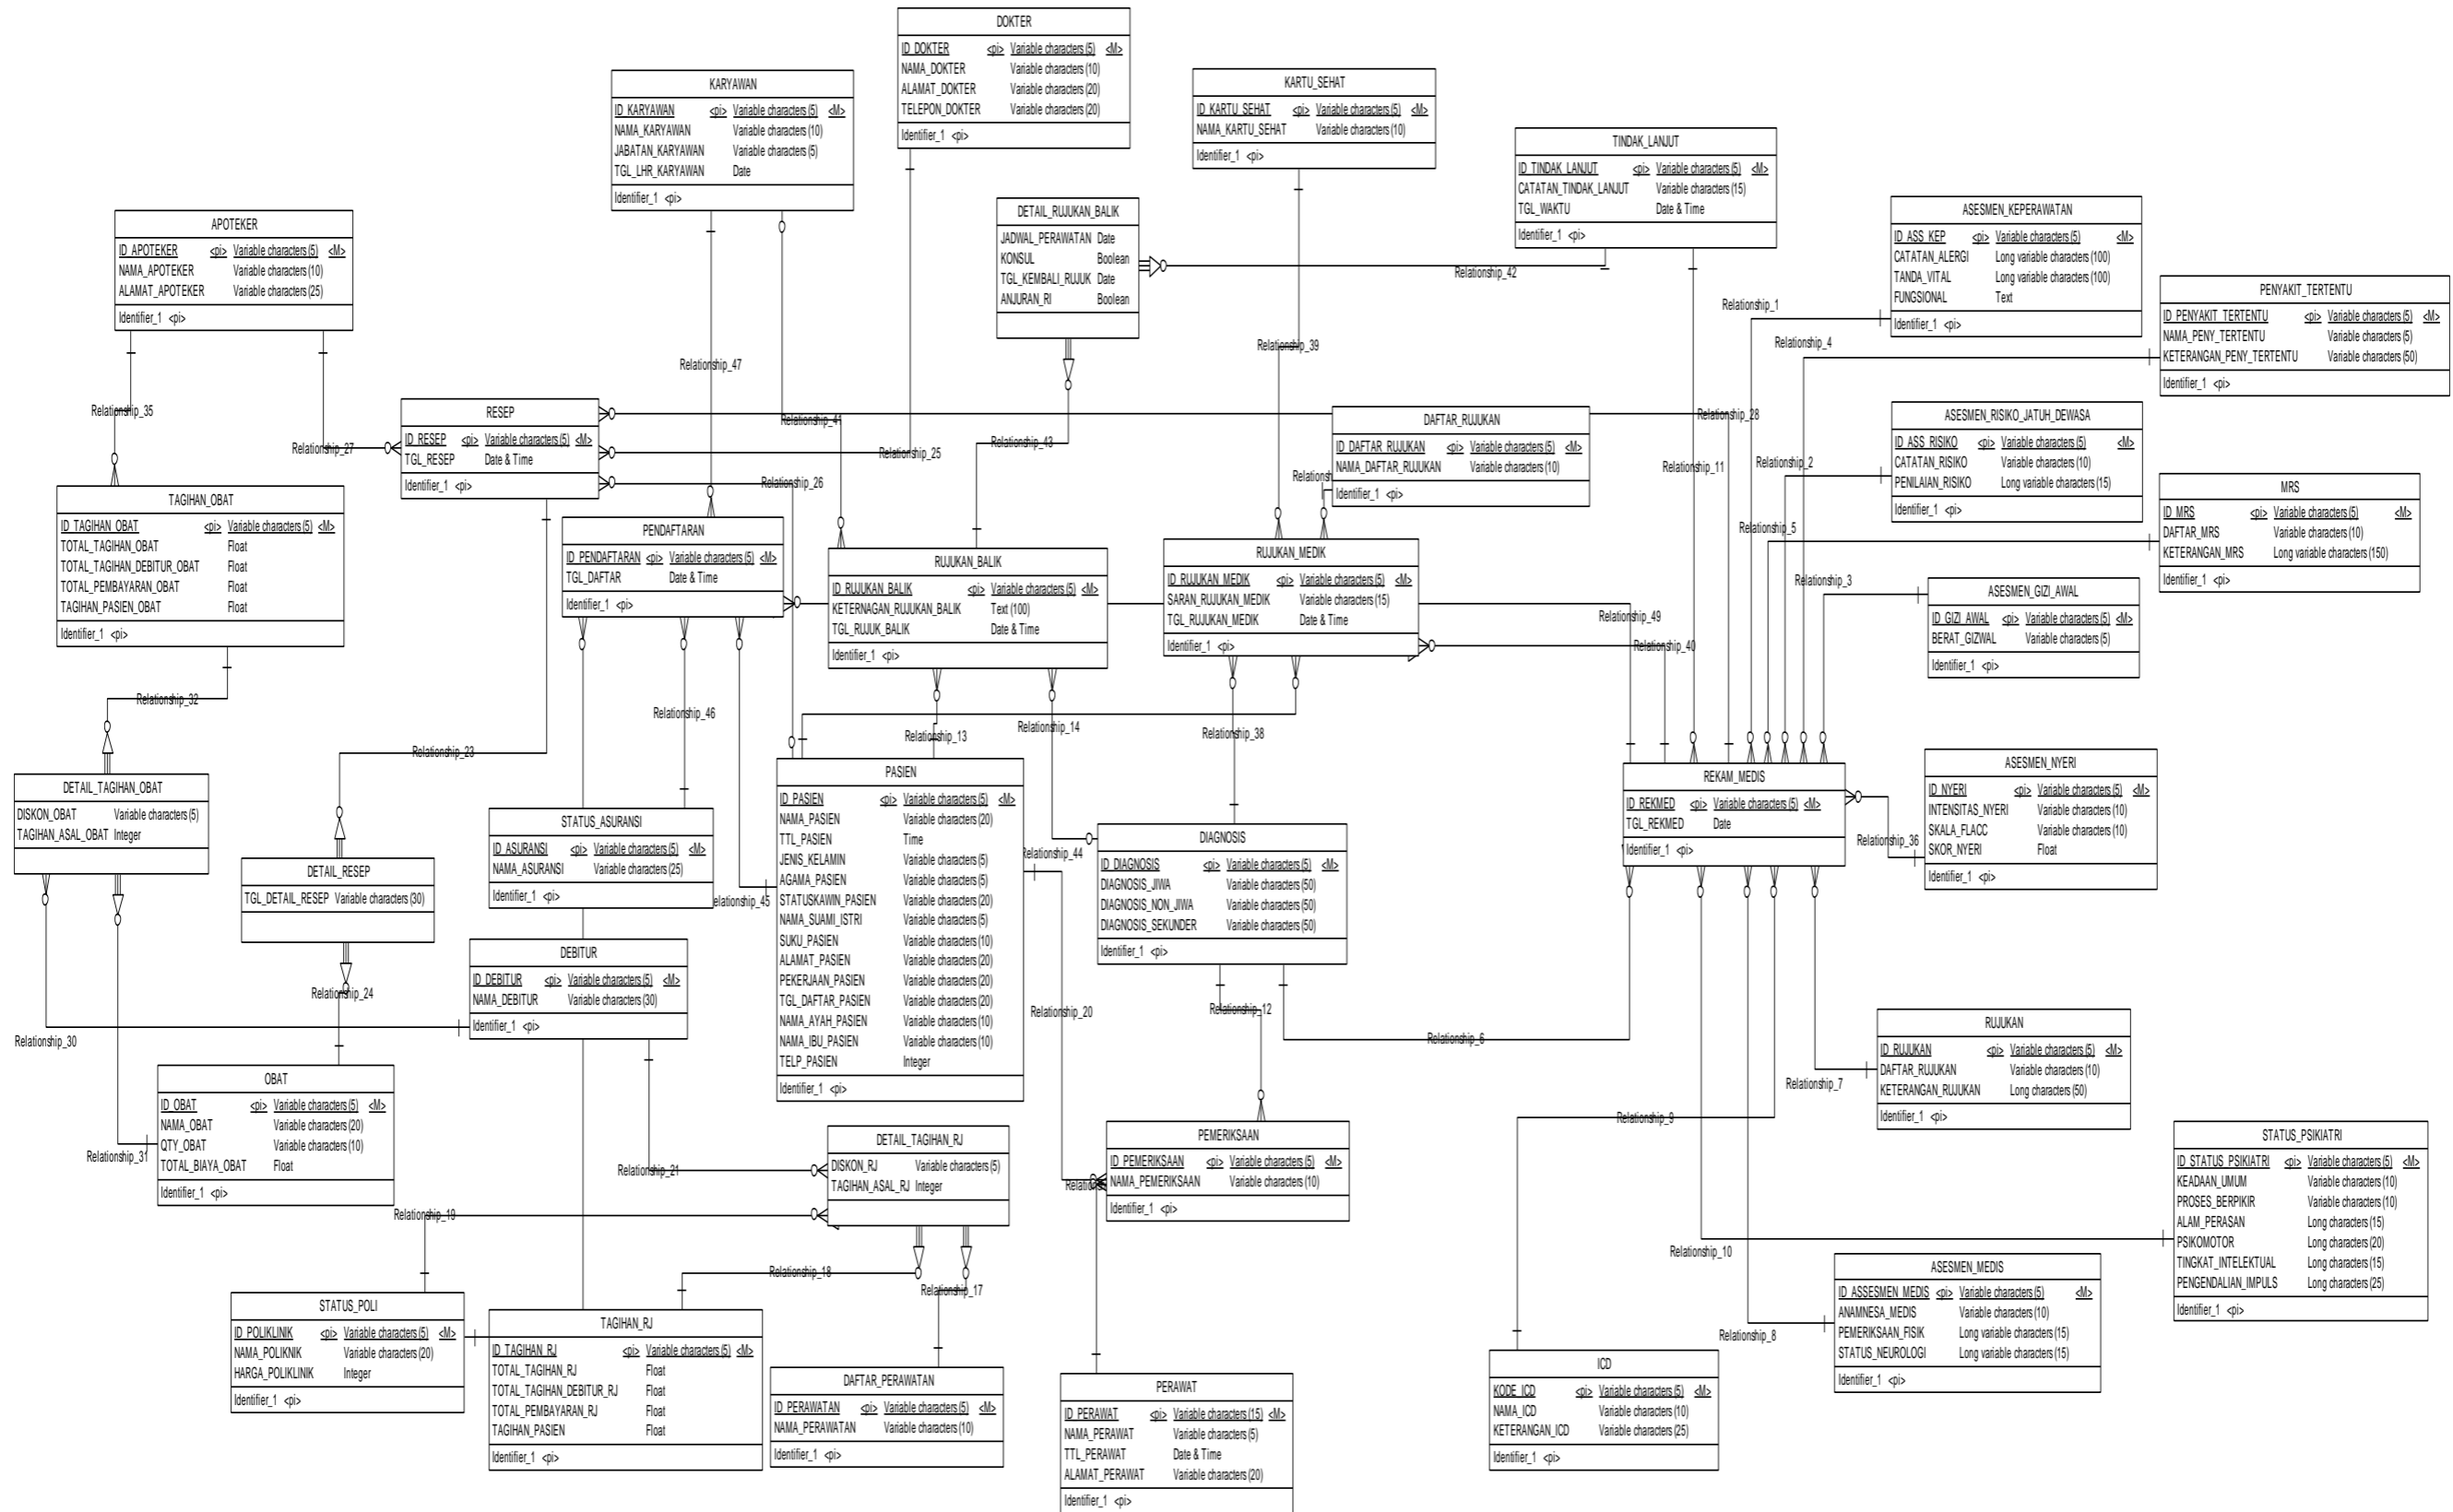 DOKTER
ID_DOKTER <pi> Variable characters (5) <M>
NAMA_DOKTER Variable characters (10)
ALAMAT_DOKTER Variable characters (20)
TELEPON_DOKTER Variable characters (20)
Identifier_1 <pi>
KARYAWAN
ID_KARYAWAN <pi> Variable characters (5) <M>
NAMA_KARYAWAN Variable characters (10)
JABATAN_KARYAWAN Variable characters (5)
TGL_LHR_KARYAWAN Date
Identifier_1 <pi>
KARTU_SEHAT
ID_KARTU_SEHAT <pi> Variable characters (5) <M>
NAMA_KARTU_SEHAT Variable characters (10)
Identifier_1 <pi>
TINDAK_LANJUT
ID_TINDAK_LANJUT <pi> Variable characters (5) <M>
CATATAN_TINDAK_LANJUT Variable characters (15)
TGL_WAKTU Date & Time
Identifier_1 <pi>
DETAIL_RUJUKAN_BALIK
JADWAL_PERAWATAN Date
KONSUL Boolean
TGL_KEMBALI_RUJUK Date
ANJURAN_RI Boolean
Relationship_42
ASESMEN_KEPERAWATAN
ID_ASS_KEP <pi> Variable characters (5) <M>
CATATAN_ALERGI Long variable characters (100)
TANDA_VITAL Long variable characters (100)
FUNGSIONAL Text
Identifier_1 <pi>
APOTEKER
ID_APOTEKER <pi> Variable characters (5) <M>
NAMA_APOTEKER Variable characters (10)
ALAMAT_APOTEKER Variable characters (25)
Identifier_1 <pi>
PENYAKIT_TERTENTU
ID_PENYAKIT_TERTENTU <pi> Variable characters (5) <M>
NAMA_PENY_TERTENTU Variable characters (5)
KETERANGAN_PENY_TERTENTU Variable characters (50)
Identifier_1 <pi>
Relationship_1
Relationship_4
Relationship_47
Relationship_39
Relationship_35
Relationship_27
RESEP
ID_RESEP <pi> Variable characters (5) <M>
TGL_RESEP Date & Time
Identifier_1 <pi>
Relationship_41
Relationship_43
Relationship_25
Relationship_26
DAFTAR_RUJUKAN
ID_DAFTAR_RUJUKAN <pi> Variable characters (5) <M>
NAMA_DAFTAR_RUJUKAN Variable characters (10)
Identifier_1 <pi>
Relationship_28
Relationship_11
Relationship_2
ASESMEN_RISIKO_JATUH_DEWASA
ID_ASS_RISIKO <pi> Variable characters (5) <M>
CATATAN_RISIKO Variable characters (10)
PENILAIAN_RISIKO Long variable characters (15)
Identifier_1 <pi>
MRS
ID_MRS <pi> Variable characters (5) <M>
DAFTAR_MRS Variable characters (10)
KETERANGAN_MRS Long variable characters (150)
Identifier_1 <pi>
Relationship_5
Relationship_3
TAGIHAN_OBAT
ID_TAGIHAN_OBAT <pi> Variable characters (5) <M>
TOTAL_TAGIHAN_OBAT Float
TOTAL_TAGIHAN_DEBITUR_OBAT Float
TOTAL_PEMBAYARAN_OBAT Float
TAGIHAN_PASIEN_OBAT Float
Identifier_1 <pi>
PENDAFTARAN
ID_PENDAFTARAN <pi> Variable characters (5) <M>
TGL_DAFTAR Date & Time
Identifier_1 <pi>
RUJUKAN_BALIK
ID_RUJUKAN_BALIK <pi> Variable characters (5) <M>
KETERNAGAN_RUJUKAN_BALIK Text (100)
TGL_RUJUK_BALIK Date & Time
Identifier_1 <pi>
RUJUKAN_MEDIK
ID_RUJUKAN_MEDIK <pi> Variable characters (5) <M>
SARAN_RUJUKAN_MEDIK Variable characters (15)
TGL_RUJUKAN_MEDIK Date & Time
Identifier_1 <pi>
Relationship_49
Relationship_40
ASESMEN_GIZI_AWAL
ID_GIZI_AWAL <pi> Variable characters (5) <M>
BERAT_GIZWAL Variable characters (5)
Identifier_1 <pi>
Relationship_32
Relationship_46
Relationship_13
Relationship_14
Relationship_38
Relationship_23
DETAIL_TAGIHAN_OBAT
DISKON_OBAT Variable characters (5)
TAGIHAN_ASAL_OBAT Integer
PASIEN
ID_PASIEN <pi> Variable characters (5) <M>
NAMA_PASIEN Variable characters (20)
TTL_PASIEN Time
JENIS_KELAMIN Variable characters (5)
AGAMA_PASIEN Variable characters (5)
STATUSKAWIN_PASIEN Variable characters (20)
NAMA_SUAMI_ISTRI Variable characters (5)
SUKU_PASIEN Variable characters (10)
ALAMAT_PASIEN Variable characters (20)
PEKERJAAN_PASIEN Variable characters (20)
TGL_DAFTAR_PASIEN Variable characters (20)
NAMA_AYAH_PASIEN Variable characters (10)
NAMA_IBU_PASIEN Variable characters (10)
TELP_PASIEN Integer
Identifier_1 <pi>
REKAM_MEDIS
ID_REKMED <pi> Variable characters (5) <M>
TGL_REKMED Date
Identifier_1 <pi>
ASESMEN_NYERI
ID_NYERI <pi> Variable characters (5) <M>
INTENSITAS_NYERI Variable characters (10)
SKALA_FLACC Variable characters (10)
SKOR_NYERI Float
Identifier_1 <pi>
Relationship_36
STATUS_ASURANSI
ID_ASURANSI <pi> Variable characters (5) <M>
NAMA_ASURANSI Variable characters (25)
Identifier_1 <pi>
elationship_45
elationship_44
DIAGNOSIS
ID_DIAGNOSIS <pi> Variable characters (5) <M>
DIAGNOSIS_JIWA Variable characters (50)
DIAGNOSIS_NON_JIWA Variable characters (50)
DIAGNOSIS_SEKUNDER Variable characters (50)
Identifier_1 <pi>
DETAIL_RESEP
TGL_DETAIL_RESEP Variable characters (30)
DEBITUR
ID_DEBITUR <pi> Variable characters (5) <M>
NAMA_DEBITUR Variable characters (30)
Identifier_1 <pi>
Relationship_24
Relationship_30
Relationship_20
Relationship_12
Relationship_6
RUJUKAN
ID_RUJUKAN <pi> Variable characters (5) <M>
DAFTAR_RUJUKAN Variable characters (10)
KETERANGAN_RUJUKAN Long characters (50)
Identifier_1 <pi>
Relationship_7
Relationship_9
OBAT
ID_OBAT <pi> Variable characters (5) <M>
NAMA_OBAT Variable characters (20)
QTY_OBAT Variable characters (10)
TOTAL_BIAYA_OBAT Float
Identifier_1 <pi>
Relationship_31
Relationship_21
DETAIL_TAGIHAN_RJ
DISKON_RJ Variable characters (5)
TAGIHAN_ASAL_RJ Integer
PEMERIKSAAN
ID_PEMERIKSAAN <pi> Variable characters (5) <M>
NAMA_PEMERIKSAAN Variable characters (10)
Identifier_1 <pi>
STATUS_PSIKIATRI
ID_STATUS_PSIKIATRI <pi> Variable characters (5) <M>
KEADAAN_UMUM Variable characters (10)
PROSES_BERPIKIR Variable characters (10)
ALAM_PERASAN Long characters (15)
PSIKOMOTOR Long characters (20)
TINGKAT_INTELEKTUAL Long characters (15)
PENGENDALIAN_IMPULS Long characters (25)
Identifier_1 <pi>
Relationship_19
Relationship_18
Relationship_17
Relationship_10
Relationship_8
ASESMEN_MEDIS
ID_ASSESMEN_MEDIS <pi> Variable characters (5) <M>
ANAMNESA_MEDIS Variable characters (10)
PEMERIKSAAN_FISIK Long variable characters (15)
STATUS_NEUROLOGI Long variable characters (15)
Identifier_1 <pi>
STATUS_POLI
ID_POLIKLINIK <pi> Variable characters (5) <M>
NAMA_POLIKNIK Variable characters (20)
HARGA_POLIKLINIK Integer
Identifier_1 <pi>
TAGIHAN_RJ
ID_TAGIHAN_RJ <pi> Variable characters (5) <M>
TOTAL_TAGIHAN_RJ Float
TOTAL_TAGIHAN_DEBITUR_RJ Float
TOTAL_PEMBAYARAN_RJ Float
TAGIHAN_PASIEN Float
Identifier_1 <pi>
DAFTAR_PERAWATAN
ID_PERAWATAN <pi> Variable characters (5) <M>
NAMA_PERAWATAN Variable characters (10)
Identifier_1 <pi>
PERAWAT
ID_PERAWAT <pi> Variable characters (15) <M>
NAMA_PERAWAT Variable characters (5)
TTL_PERAWAT Date & Time
ALAMAT_PERAWAT Variable characters (20)
Identifier_1 <pi>
ICD
KODE_ICD <pi> Variable characters (5) <M>
NAMA_ICD Variable characters (10)
KETERANGAN_ICD Variable characters (25)
Identifier_1 <pi>